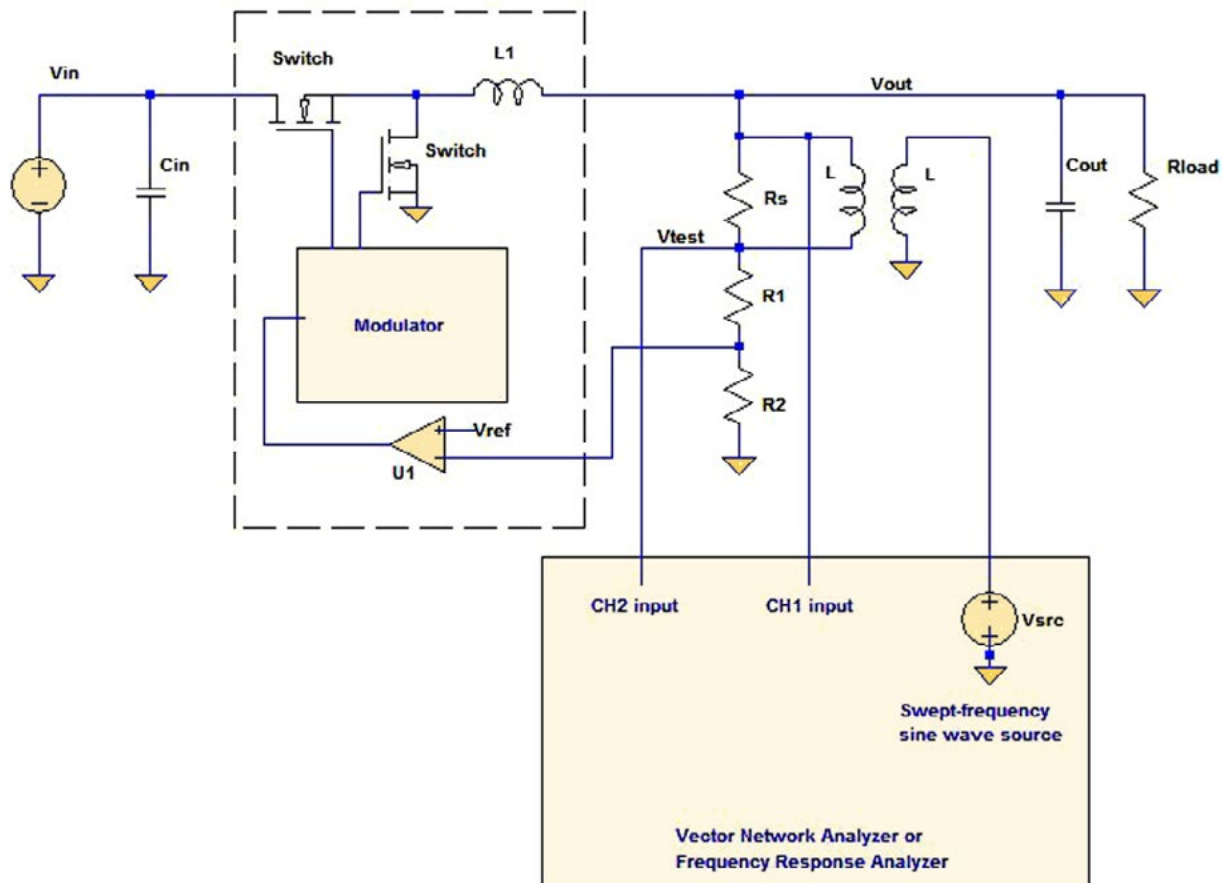 Vin
Switch
L1
Vout
Cin
Switch
Rs
L
L
Cout
Rload
Vtest
R1
Modulator
R2
Vref
U1
CH2 input
CH1 input
Vsrc
Swept-frequency
sine wave source
Vector Network Analyzer or
Frequency Response Analyzer